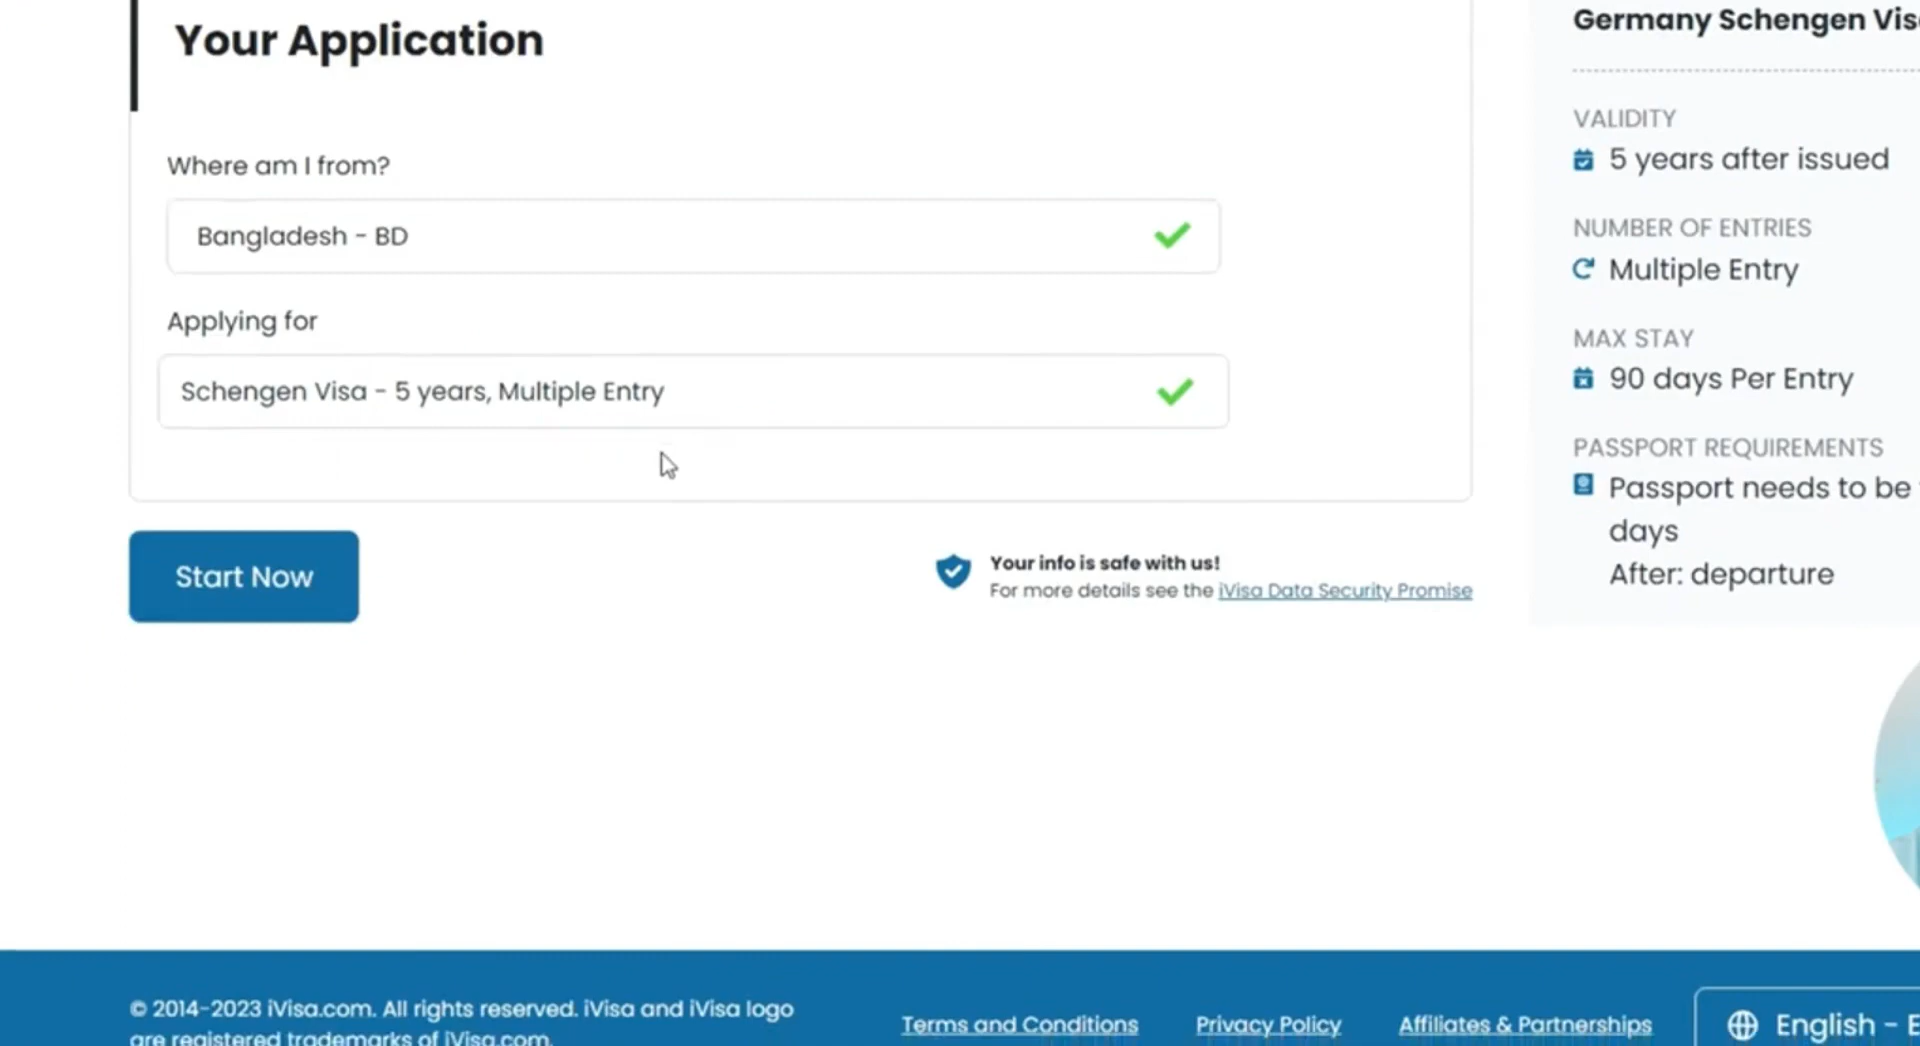 Your Application
Where am I from?
Bangladesh - BD
Applying for
Schengen Visa - 5 years, Multiple Entry
Start Now
Your info is safe with us!
For more details see the iVisa Data Security Promise
Germany Schengen
VALIDITY
5 years after issued
NUMBER OF ENTRIES
Multiple Entry
MAX STAY
90 days Per Entry
PASSPORT REQUIREMENTS
Passport needs to be
days
After: departure
© 2014-2023 iVisa.com. All rights reserved. iVisa and iVisa logo
are registered trademarks of iVisa.com.
Terms and Conditions
Privacy Policy
Affiliates & Partnerships
English -